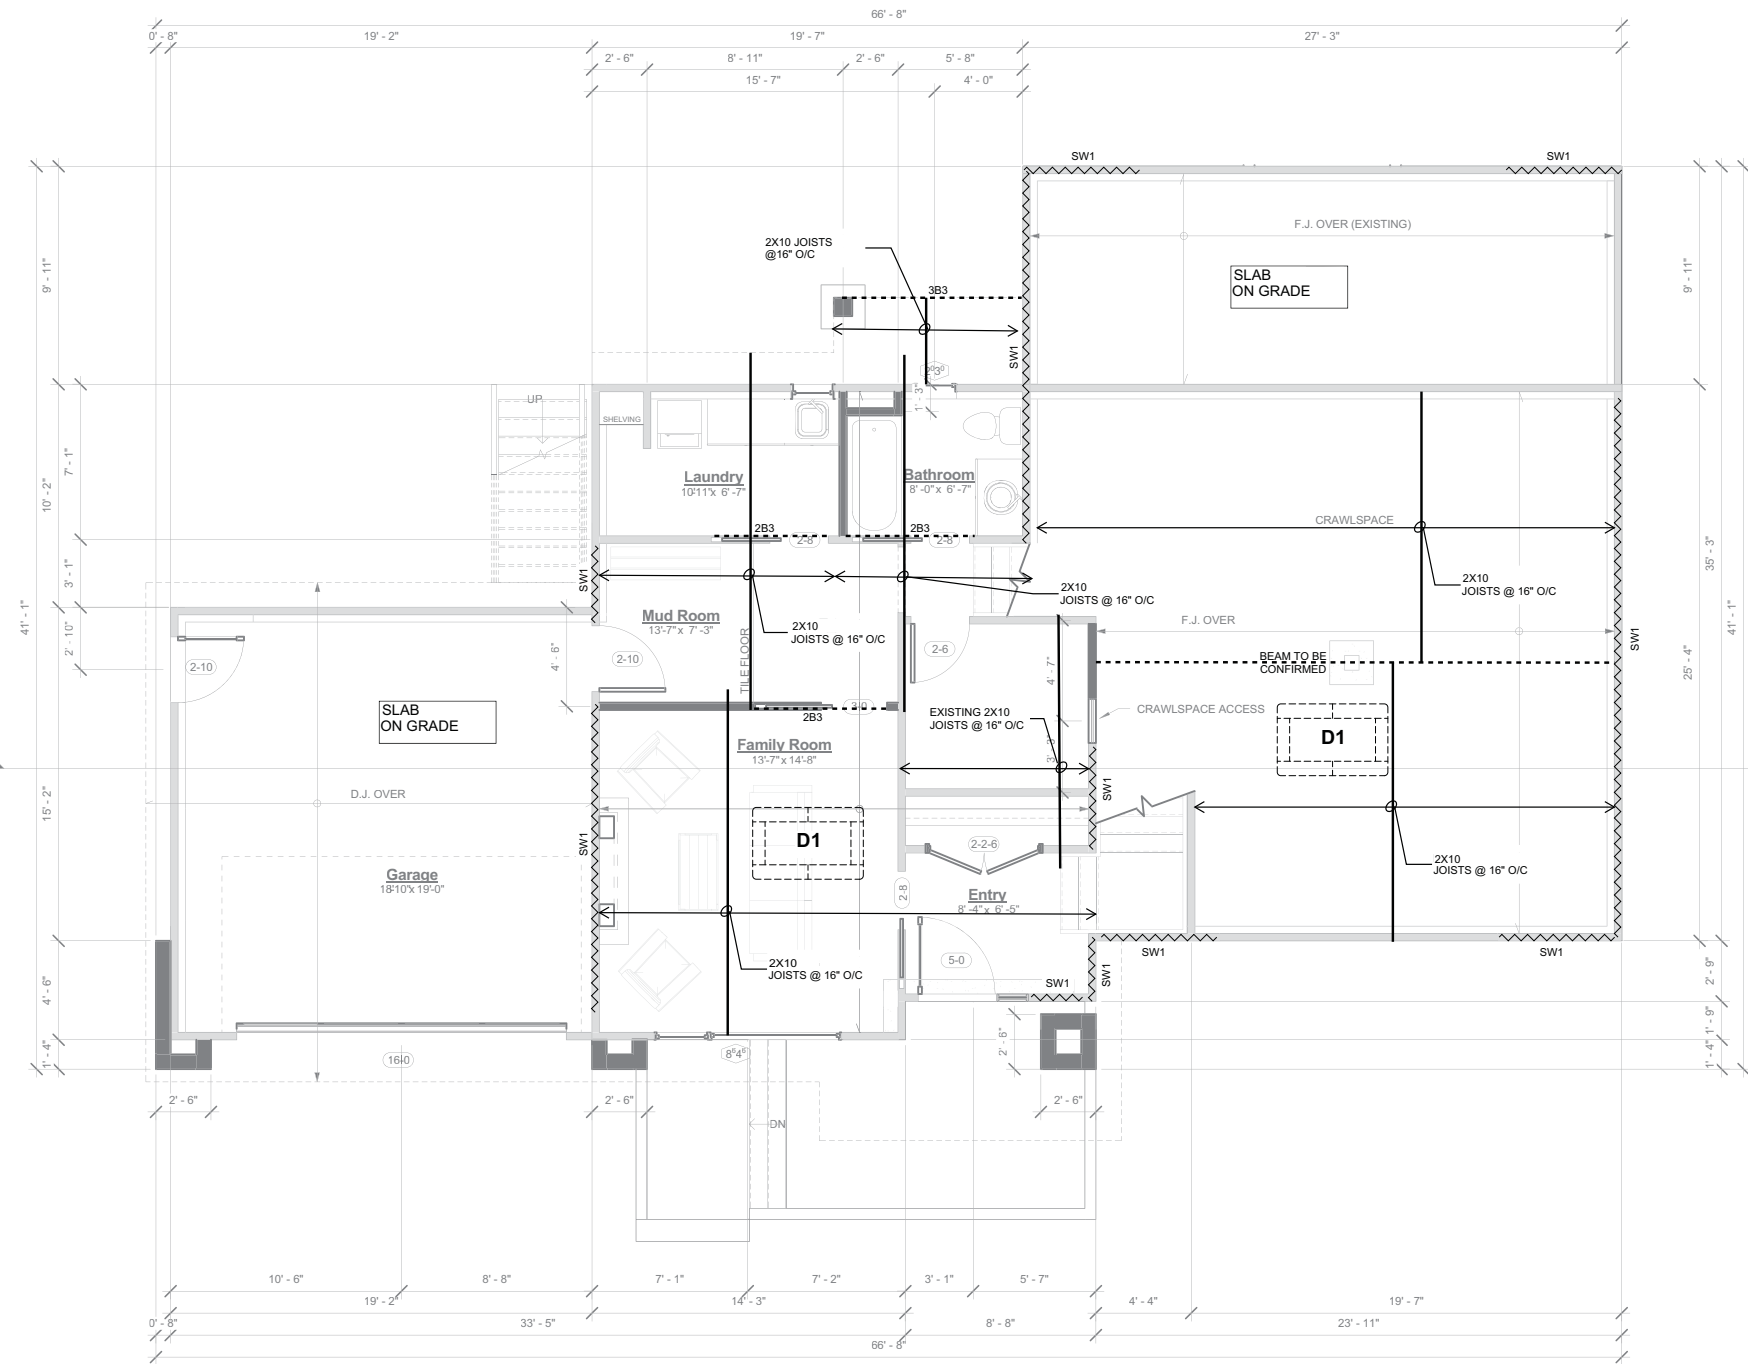 66' - 8"
0' - 8"
19' - 2"
19' - 7"
27' - 3"
2' - 6"
8' - 11"
2' - 6"
5' - 8"
15' - 7"
4' - 0"
SW1
SW1
2X10 JOISTS
@16" O/C
F.J. OVER (EXISTING)
SLAB
ON GRADE
3B3
SW1
9' - 11"
9' - 11"
41' - 1"
10' - 2"
7' - 1"
3' - 1"
2' - 10"
1' - 3"
UP
SHELVING
Laundry
10'11"x 6' -7"
Bathroom
8' -0"x 6' -7"
CRAWLSPACE
2B3
2-8
2B3
2-8
SW1
2X10
JOISTS @ 16" O/C
2X10
JOISTS @ 16" O/C
35' - 3"
41' - 1"
25' - 4"
SW1
Mud Room
13'-7" x 7' -3"
2X10
JOISTS @ 16" O/C
F.J. OVER
2-10
2-10
4' - 6"
TILE FLOOR
2-6
4' - 7"
BEAM TO BE
CONFIRMED
SLAB
ON GRADE
2B3
3-0
EXISTING 2X10
JOISTS @ 16" O/C
CRAWLSPACE ACCESS
D1
Family Room
13'-7" x 14'-8"
SW1
15' - 2"
D.J. OVER
SW1
D1
2-2-6
2X10
JOISTS @ 16" O/C
Garage
18'10"x 19'-0"
2-8
Entry
8' -4" x 6' -5"
2X10
JOISTS @ 16" O/C
5-0
SW1
SW1
SW1
SW1
4' - 6"
2' - 9"
1' - 9"
1' - 4"
1' - 4"
16-0
2' - 6"
2' - 6"
2' - 6"
2' - 6"
DN
10' - 6"
8' - 8"
7' - 1"
7' - 2"
3' - 1"
5' - 7"
19' - 2"
14' - 3"
4' - 4"
19' - 7"
0' - 8"
33' - 5"
8' - 8"
23' - 11"
66' - 8"